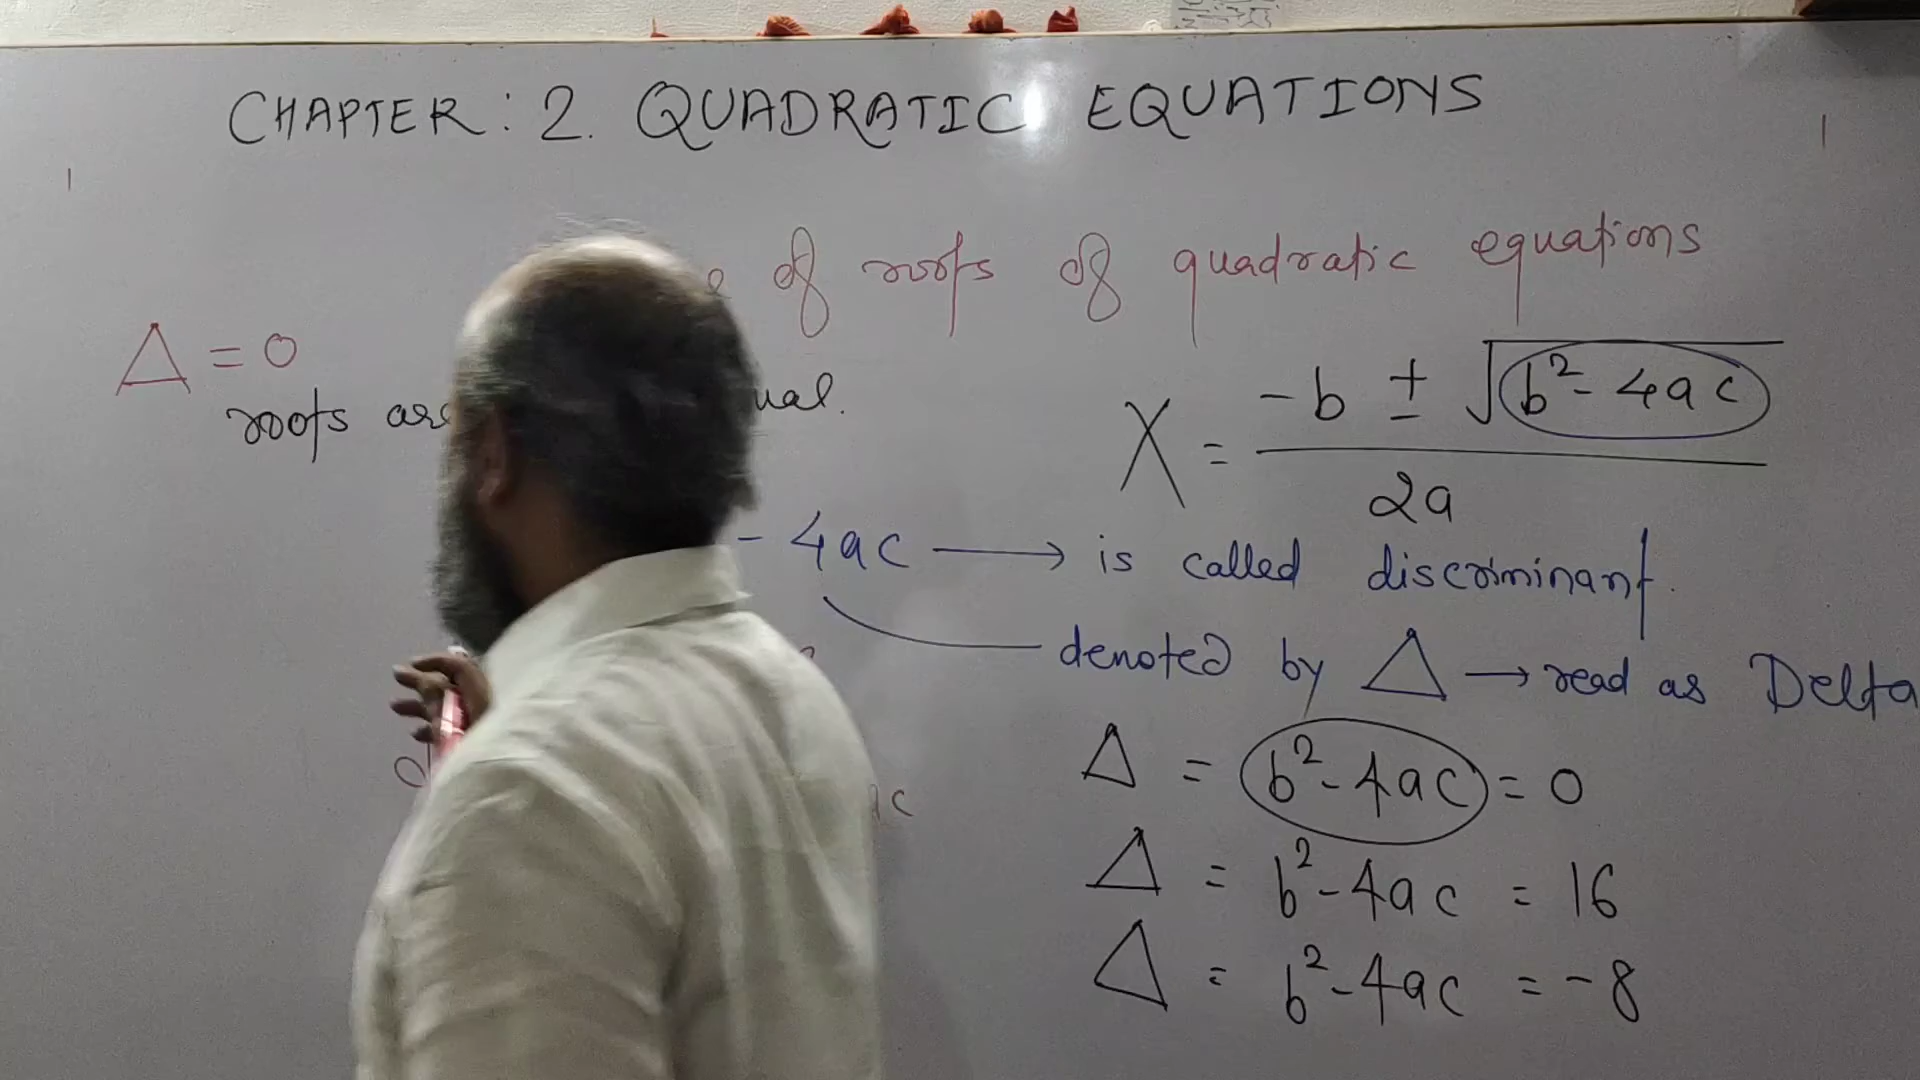 CHAPTER: 2. QUADRATIC EQUATIONS
of roots of quadratic equations
Δ = 0
roots are
X = -b ± √b²-4ac / 2a
- 4ac → is called discriminant.
denoted by Δ → read as Delta
Δ = b²-4ac = 0
Δ = b²-4ac = 16
Δ = b²-4ac = -8